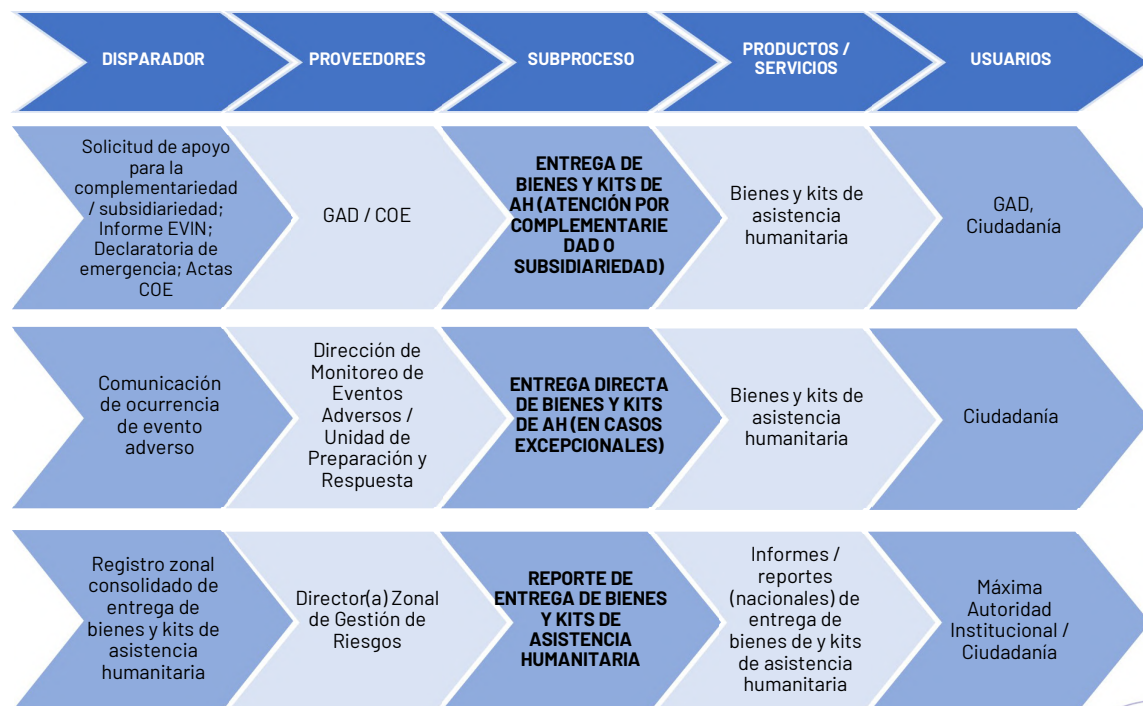 DISPARADOR
PROVEEDORES
SUBPROCESO
PRODUCTOS /
SERVICIOS
USUARIOS
Solicitud de apoyo
para la
complementariedad
/ subsidiariedad;
Informe EVIN;
Declaratoria de
emergencia; Actas
COE
GAD / COE
ENTREGA DE
BIENES Y KITS DE
AH (ATENCIÓN POR
COMPLEMENTARIE
DAD O
SUBSIDIARIEDAD)
Bienes y kits de
asistencia
humanitaria
GAD,
Ciudadanía
Comunicación
de ocurrencia
de evento
adverso
Dirección de
Monitoreo de
Eventos
Adversos /
Unidad de
Preparación y
Respuesta
ENTREGA DIRECTA
DE BIENES Y KITS
DE AH (EN CASOS
EXCEPCIONALES)
Bienes y kits de
asistencia
humanitaria
Ciudadanía
Registro zonal
consolidado de
entrega de
bienes y kits de
asistencia
humanitaria
Director(a) Zonal
de Gestión de
Riesgos
REPORTE DE
ENTREGA DE BIENES
Y KITS DE
ASISTENCIA
HUMANITARIA
Informes /
reportes
(nacionales) de
entrega de
bienes de y kits
de asistencia
humanitaria
Máxima
Autoridad
Institucional /
Ciudadanía